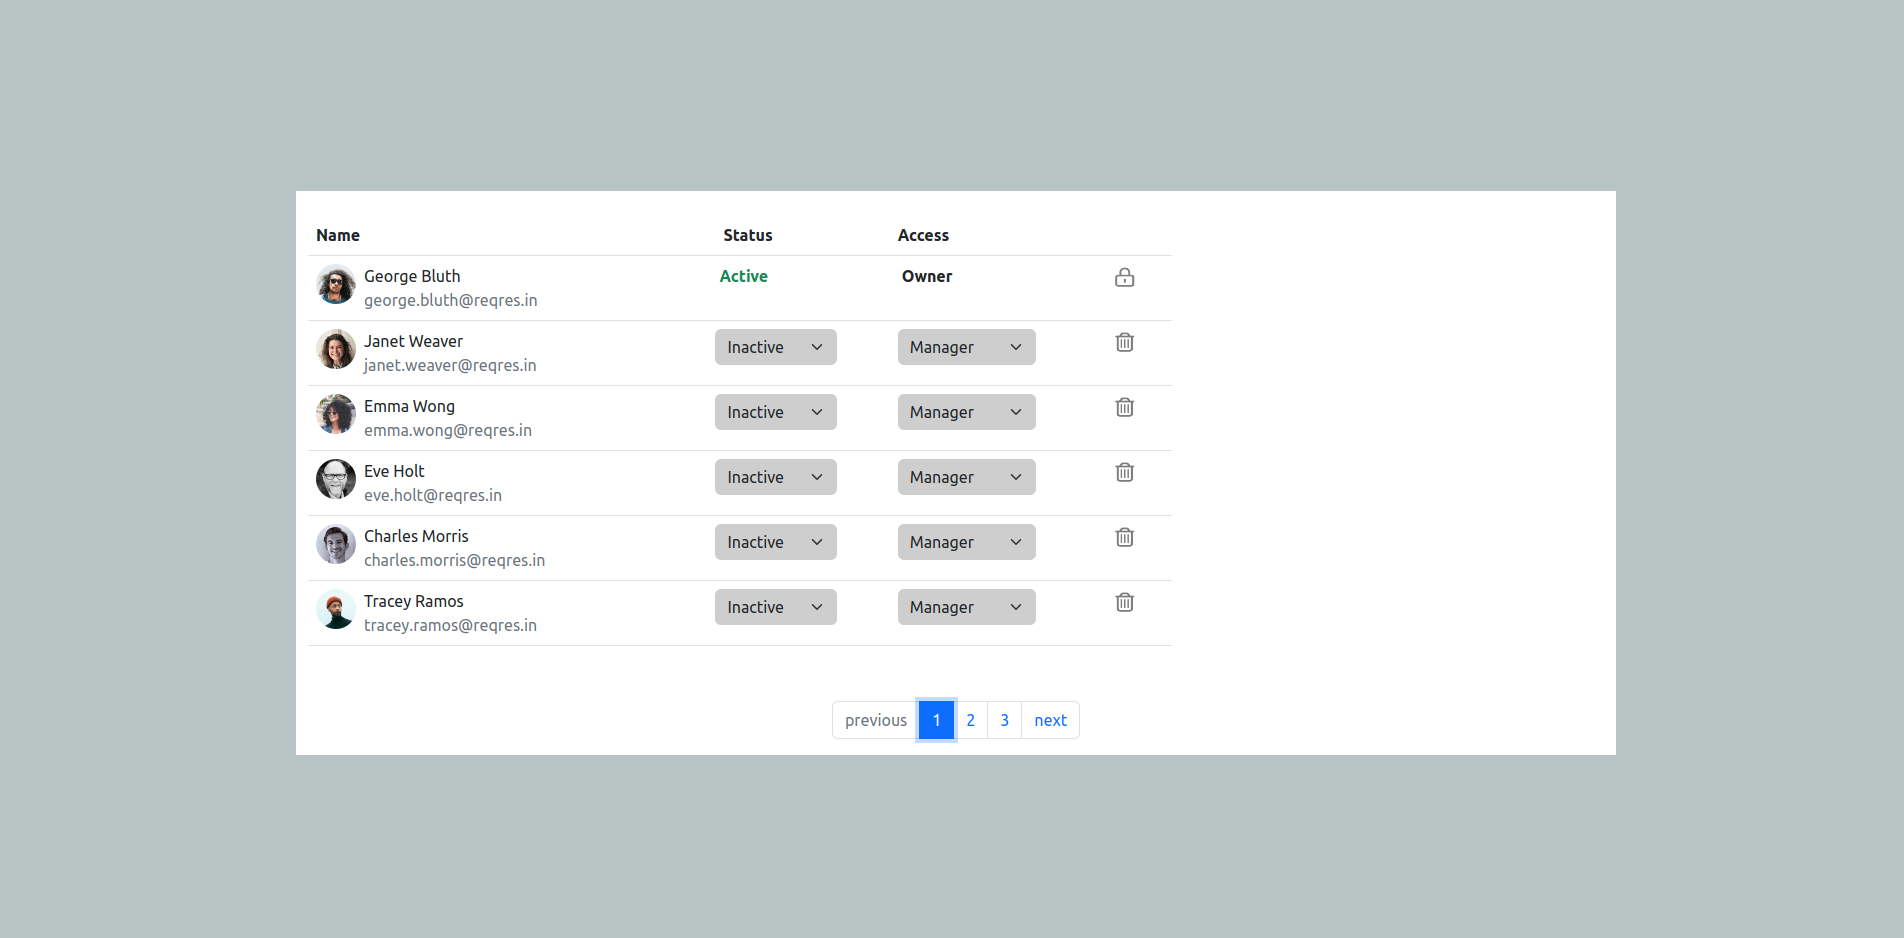 Name Status Access
George Bluth Active Owner
george.bluth@reqres.in
Janet Weaver Inactive Manager
janet.weaver@reqres.in
Emma Wong Inactive Manager
emma.wong@reqres.in
Eve Holt Inactive Manager
eve.holt@reqres.in
Charles Morris Inactive Manager
charles.morris@reqres.in
Tracey Ramos Inactive Manager
tracey.ramos@reqres.in
previous 1 2 3 next